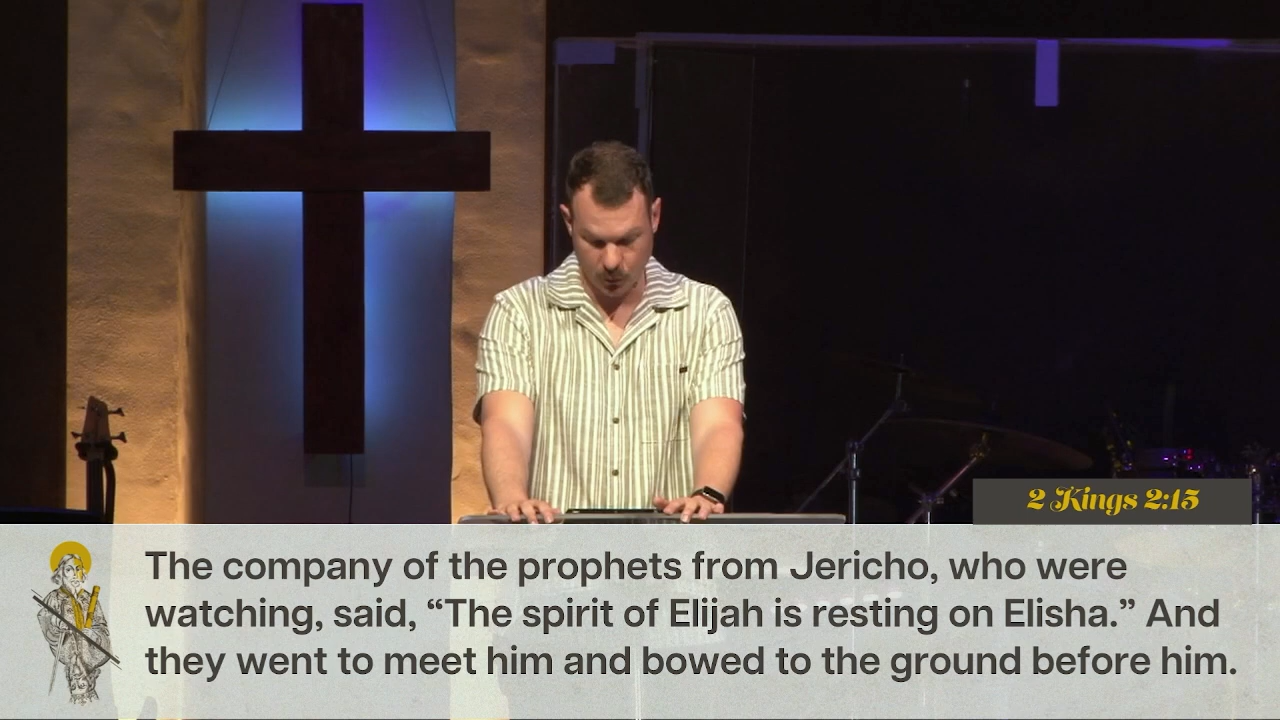 2 Kings 2:15
The company of the prophets from Jericho, who were
watching, said, “The spirit of Elijah is resting on Elisha.” And
they went to meet him and bowed to the ground before him.